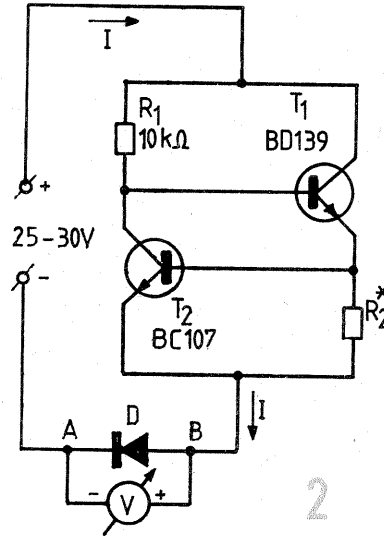 I
T1
R1
10kΩ
BD139
+
25-30V
-
R2*
T2
BC107
I
A
D
B
- V +
2